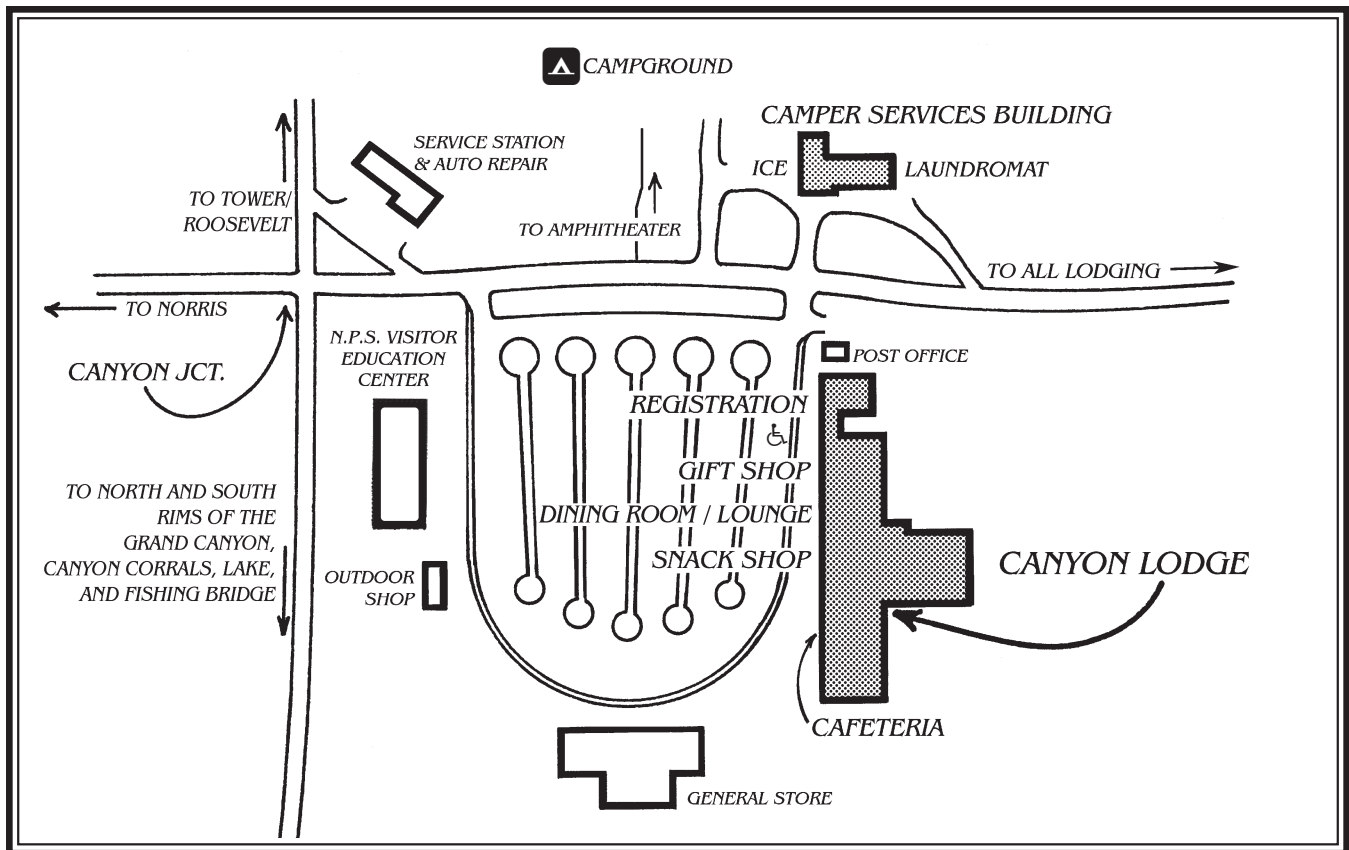 CAMPGROUND
CAMPER SERVICES BUILDING
SERVICE STATION
& AUTO REPAIR
ICE
LAUNDROMAT
TO TOWER/
ROOSEVELT
TO AMPHITHEATER
TO ALL LODGING
TO NORRIS
N.P.S. VISITOR
EDUCATION
CENTER
POST OFFICE
CANYON JCT.
REGISTRATION
GIFT SHOP
TO NORTH AND SOUTH
RIMS OF THE
GRAND CANYON,
CANYON CORRALS, LAKE,
AND FISHING BRIDGE
DINING ROOM / LOUNGE
SNACK SHOP
CANYON LODGE
OUTDOOR
SHOP
CAFETERIA
GENERAL STORE